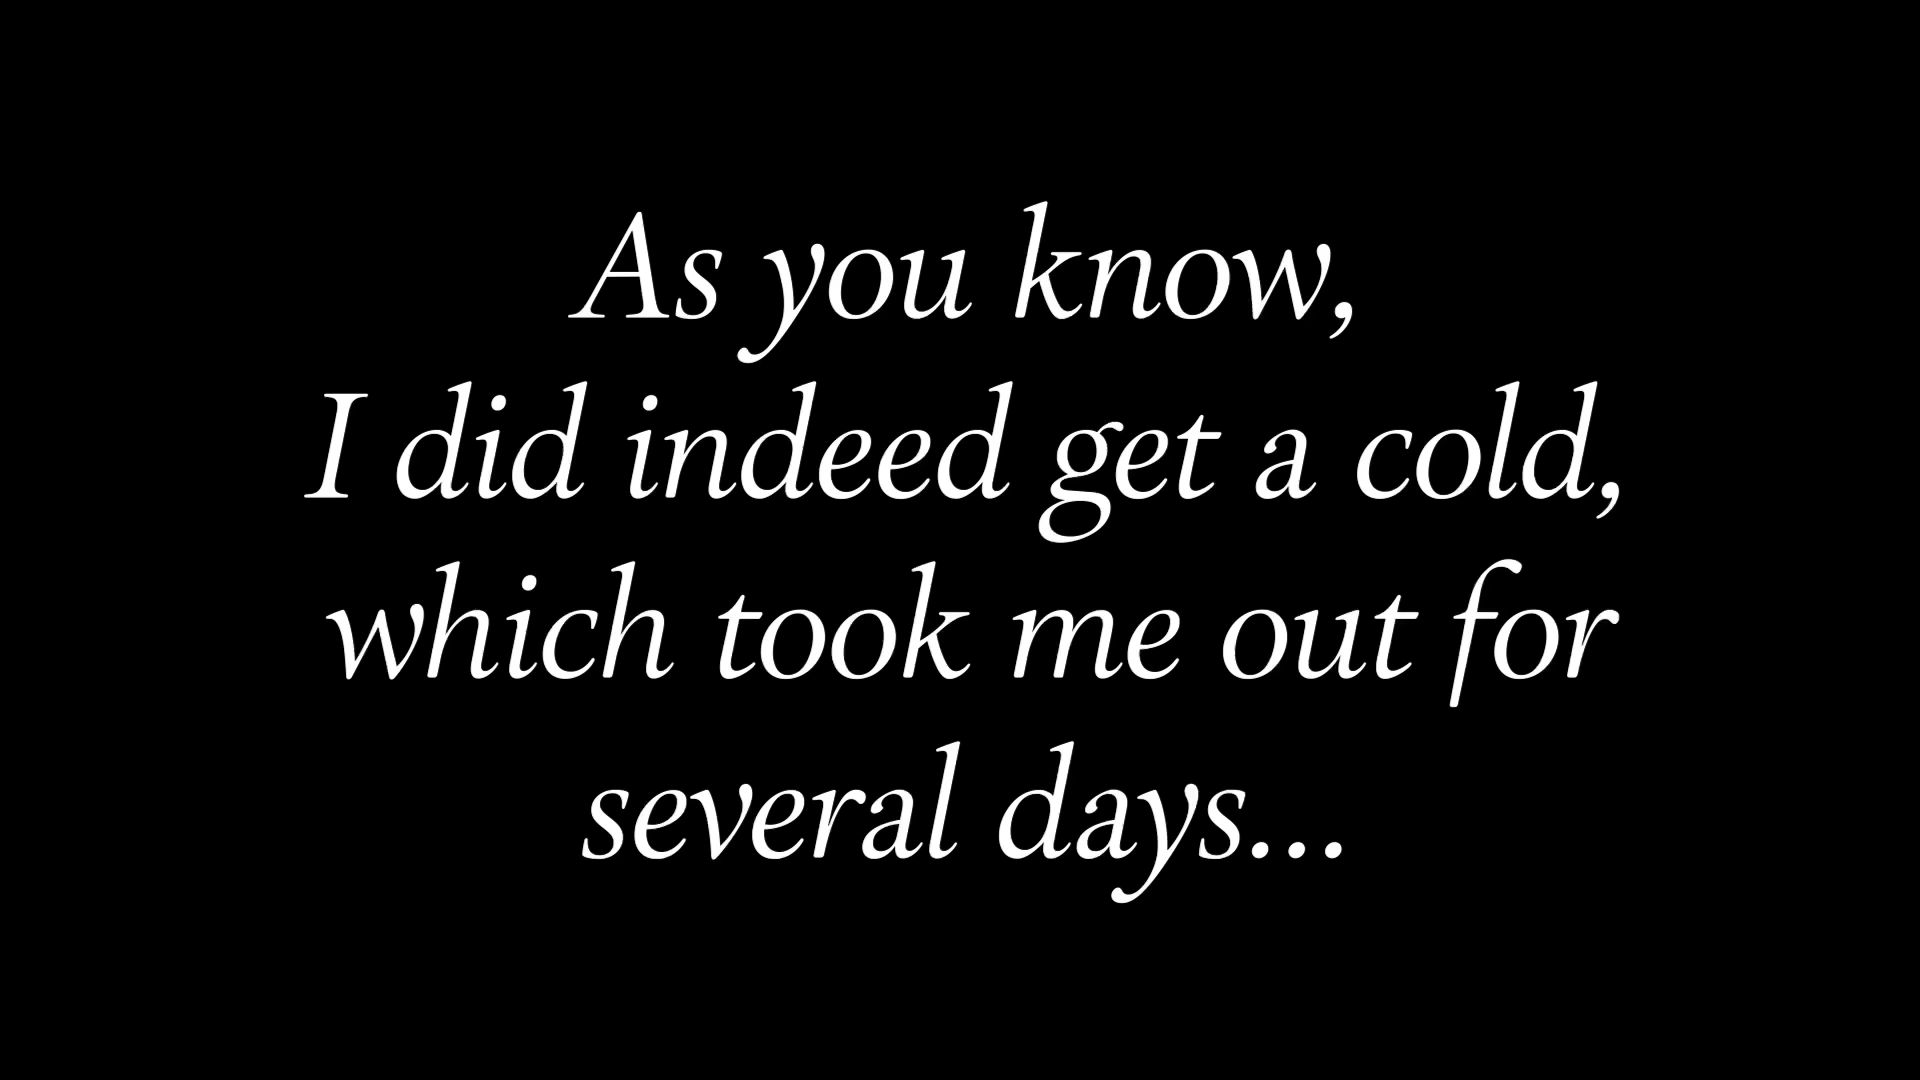 As you know,
I did indeed get a cold,
which took me out for
several days...